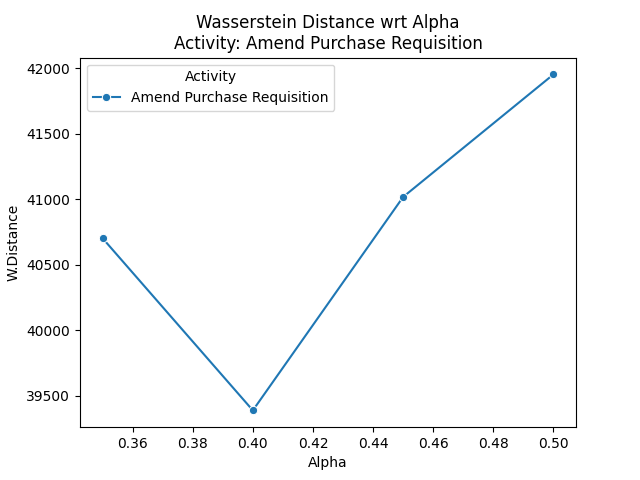 Wasserstein Distance wrt Alpha
Activity: Amend Purchase Requisition
Activity
Amend Purchase Requisition
W.Distance
42000
41500
41000
40500
40000
39500
0.36 0.38 0.40 0.42 0.44 0.46 0.48 0.50
Alpha